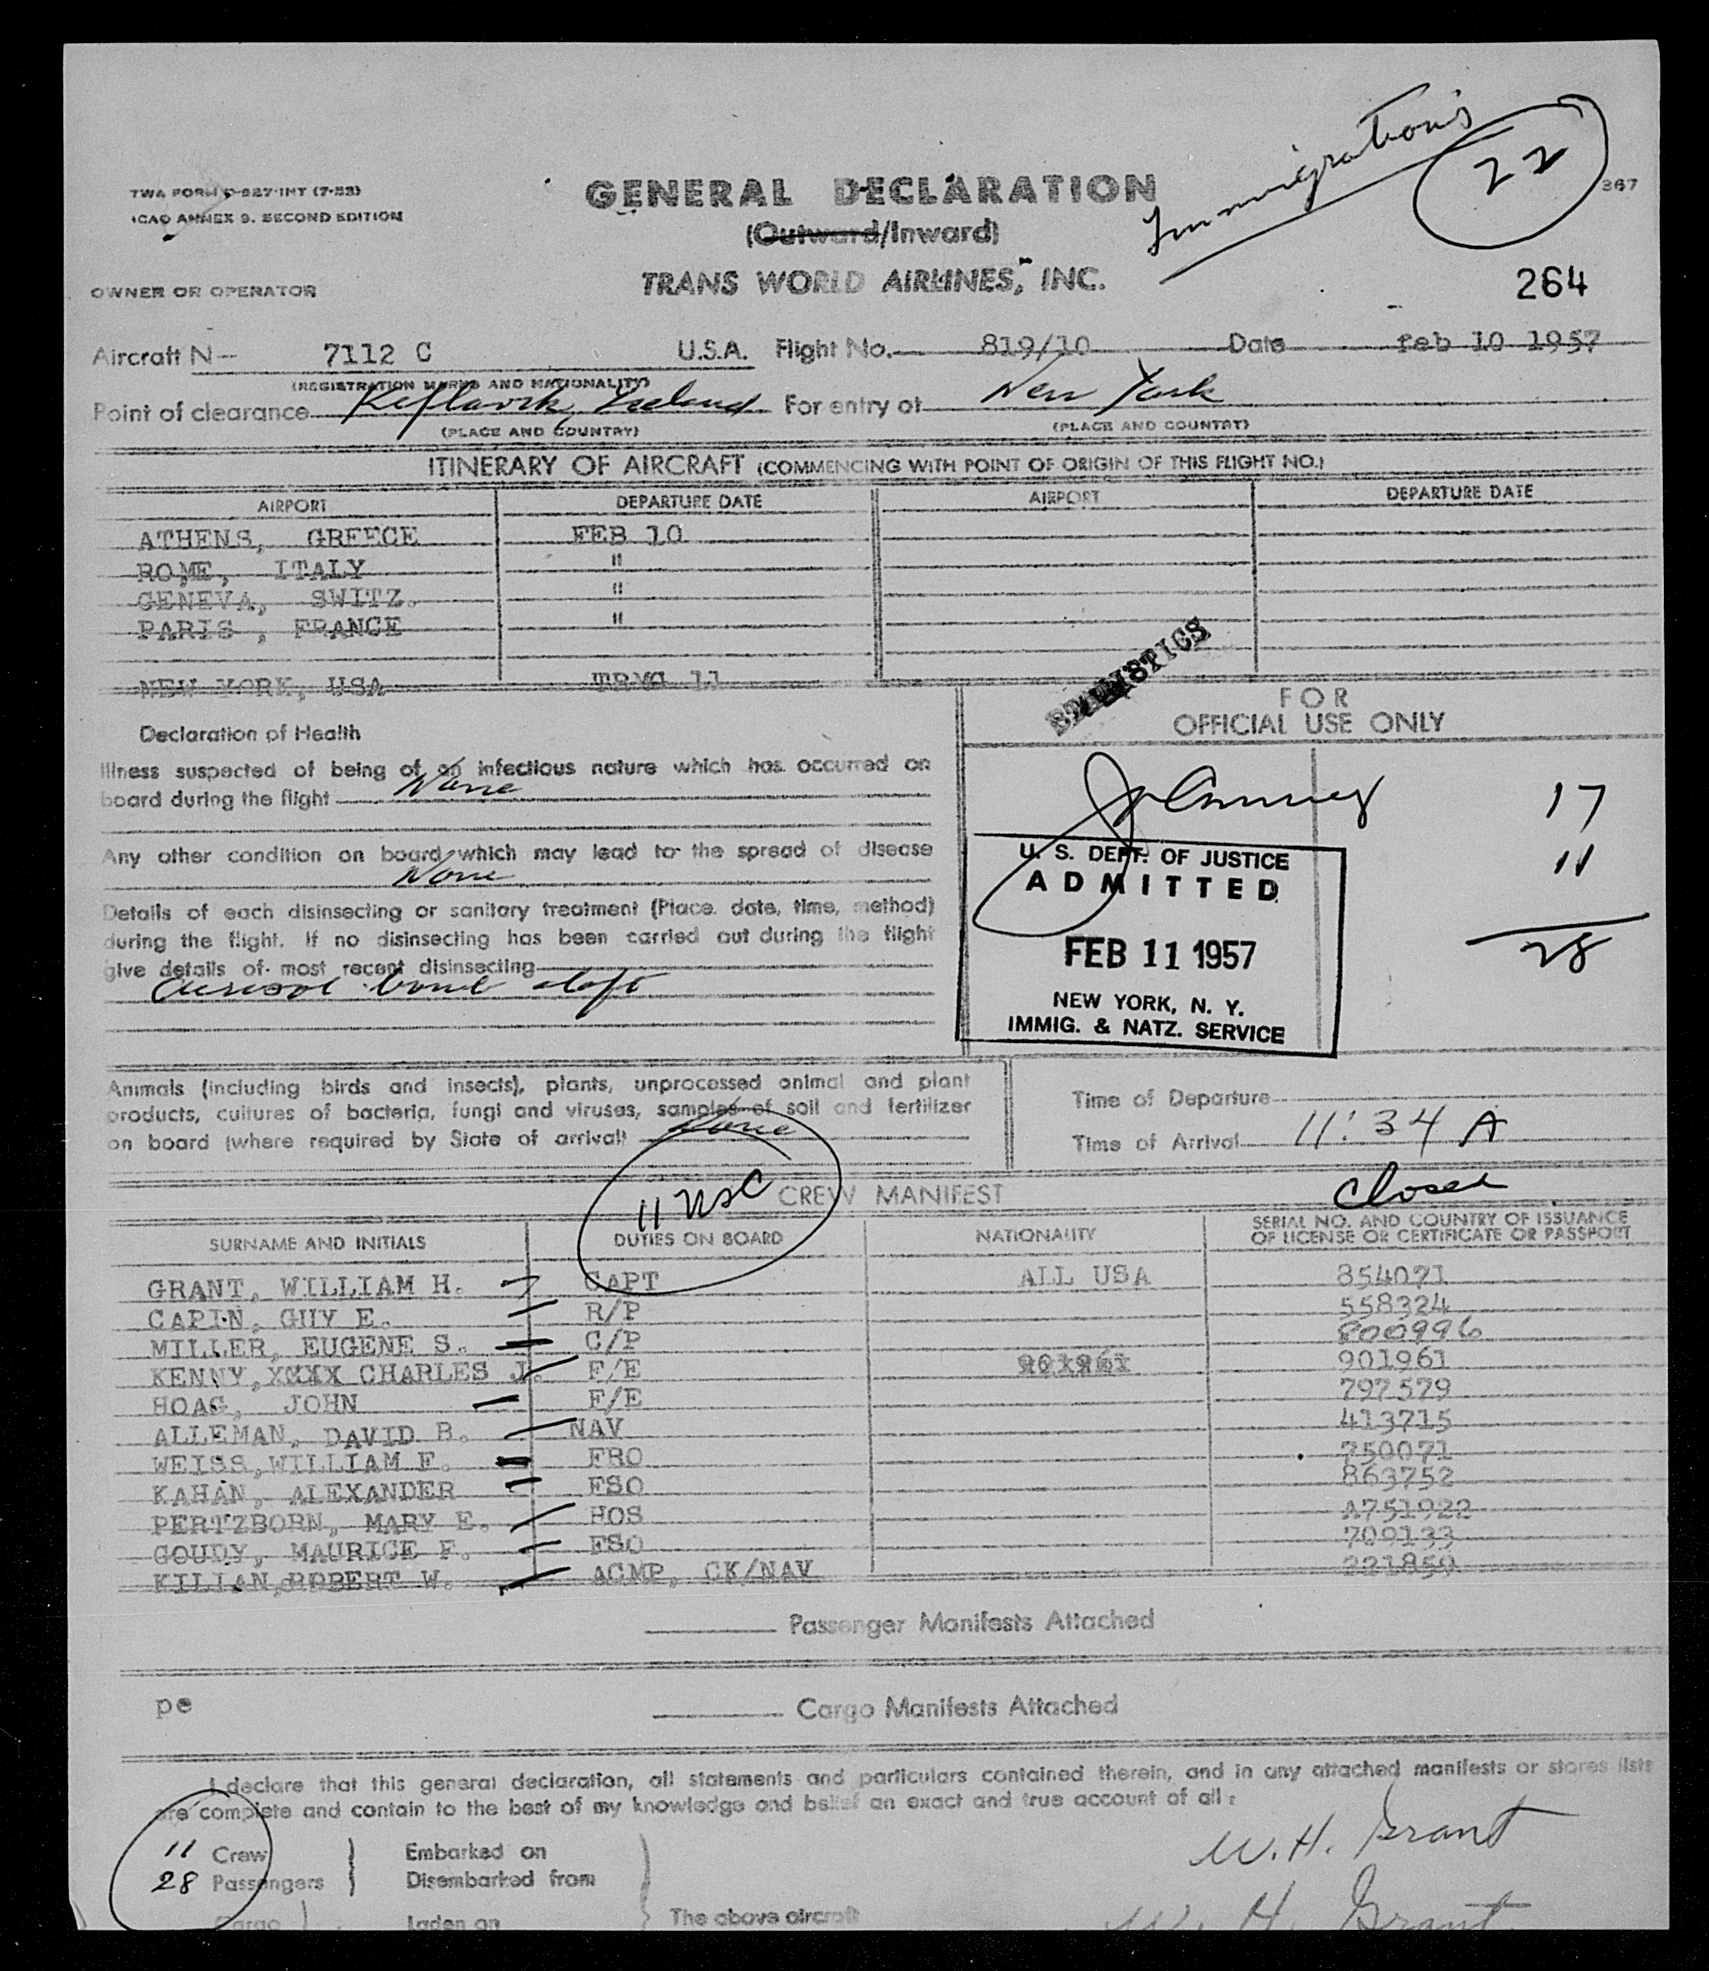 Immigration's
22
TWA FORM O-927-INT (7-53)
ICAO ANNEX 9. SECOND EDITION
GENERAL DECLARATION
367
(Outward/Inward)
OWNER OR OPERATOR
TRANS WORLD AIRLINES, INC.
264
Aircraft N- 7112 C U.S.A. Flight No. 819/10 Date feb 10 1957
(REGISTRATION MARKS AND NATIONALITY)
Point of clearance Keflavik, Iceland For entry at New York
(PLACE AND COUNTRY) (PLACE AND COUNTRY)
ITINERARY OF AIRCRAFT (COMMENCING WITH POINT OF ORIGIN OF THIS FLIGHT NO.)
AIRPORT DEPARTURE DATE AIRPORT DEPARTURE DATE
ATHENS, GREECE FEB 10
ROME, ITALY "
GENEVA, SWITZ. "
PARIS , FRANCE "
NEW YORK, USA 11
FOR
OFFICIAL USE ONLY
Declaration of Health
Illness suspected of being of an infectious nature which has occurred on
board during the flight None
Any other condition on board which may lead to the spread of disease
None
Details of each disinsecting or sanitary treatment (Place, date, time, method)
during the flight. If no disinsecting has been carried out during the flight
give details of most recent disinsecting
aerosol bomb
17
11
28
U. S. DEPT. OF JUSTICE
ADMITTED
FEB 11 1957
NEW YORK, N. Y.
IMMIG. & NATZ. SERVICE
Animals (including birds and insects), plants, unprocessed animal and plant
products, cultures of bacteria, fungi and viruses, samples of soil and fertilizer
on board (where required by State of arrival) None
Time of Departure
Time of Arrival 11:34 A
11 USC
CREW MANIFEST
Closed
SURNAME AND INITIALS DUTIES ON BOARD NATIONALITY SERIAL NO. AND COUNTRY OF ISSUANCE
OF LICENSE OR CERTIFICATE OR PASSPORT
GRANT, WILLIAM H. CAPT ALL USA 854071
CAPIN, GUY E. R/P 558324
MILLER, EUGENE S. C/P 800996
KENNY,XXXX CHARLES J. F/E 901961 901961
HOAG, JOHN F/E 797579
ALLEMAN, DAVID B. NAV 413715
WEISS,WILLIAM F. FRO 750071
KAHAN, ALEXANDER FSO 863752
PERTZBORN, MARY E. HOS A751922
GOUDY, MAURICE F. FSO 709133
KILIAN,ROBERT W. ACMP, CK/NAV 221850
Passenger Manifests Attached
pe
Cargo Manifests Attached
I declare that this general declaration, all statements and particulars contained therein, and in any attached manifests or stores lists
are complete and contain to the best of my knowledge and belief an exact and true account of all:
11 Crew Embarked on
28 Passengers Disembarked from
Cargo Laden on The above aircraft
W. H. Grant
W. H. Grant